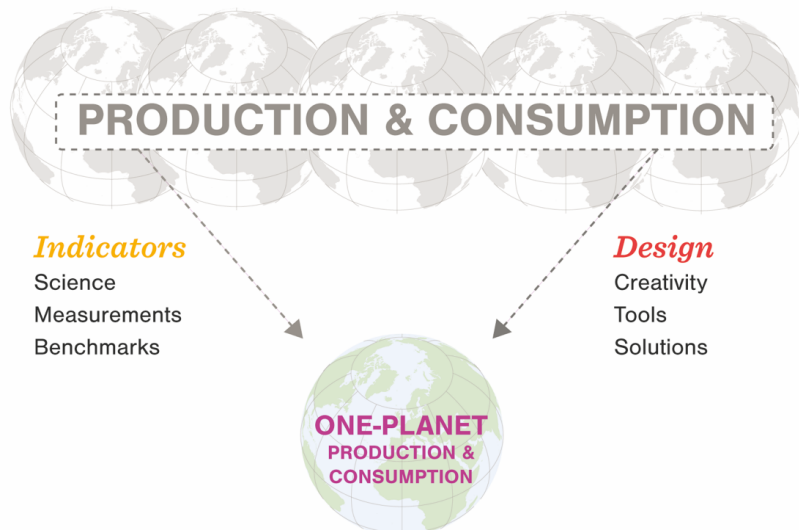 PRODUCTION & CONSUMPTION
Indicators
Science
Measurements
Benchmarks
Design
Creativity
Tools
Solutions
ONE-PLANET
PRODUCTION &
CONSUMPTION